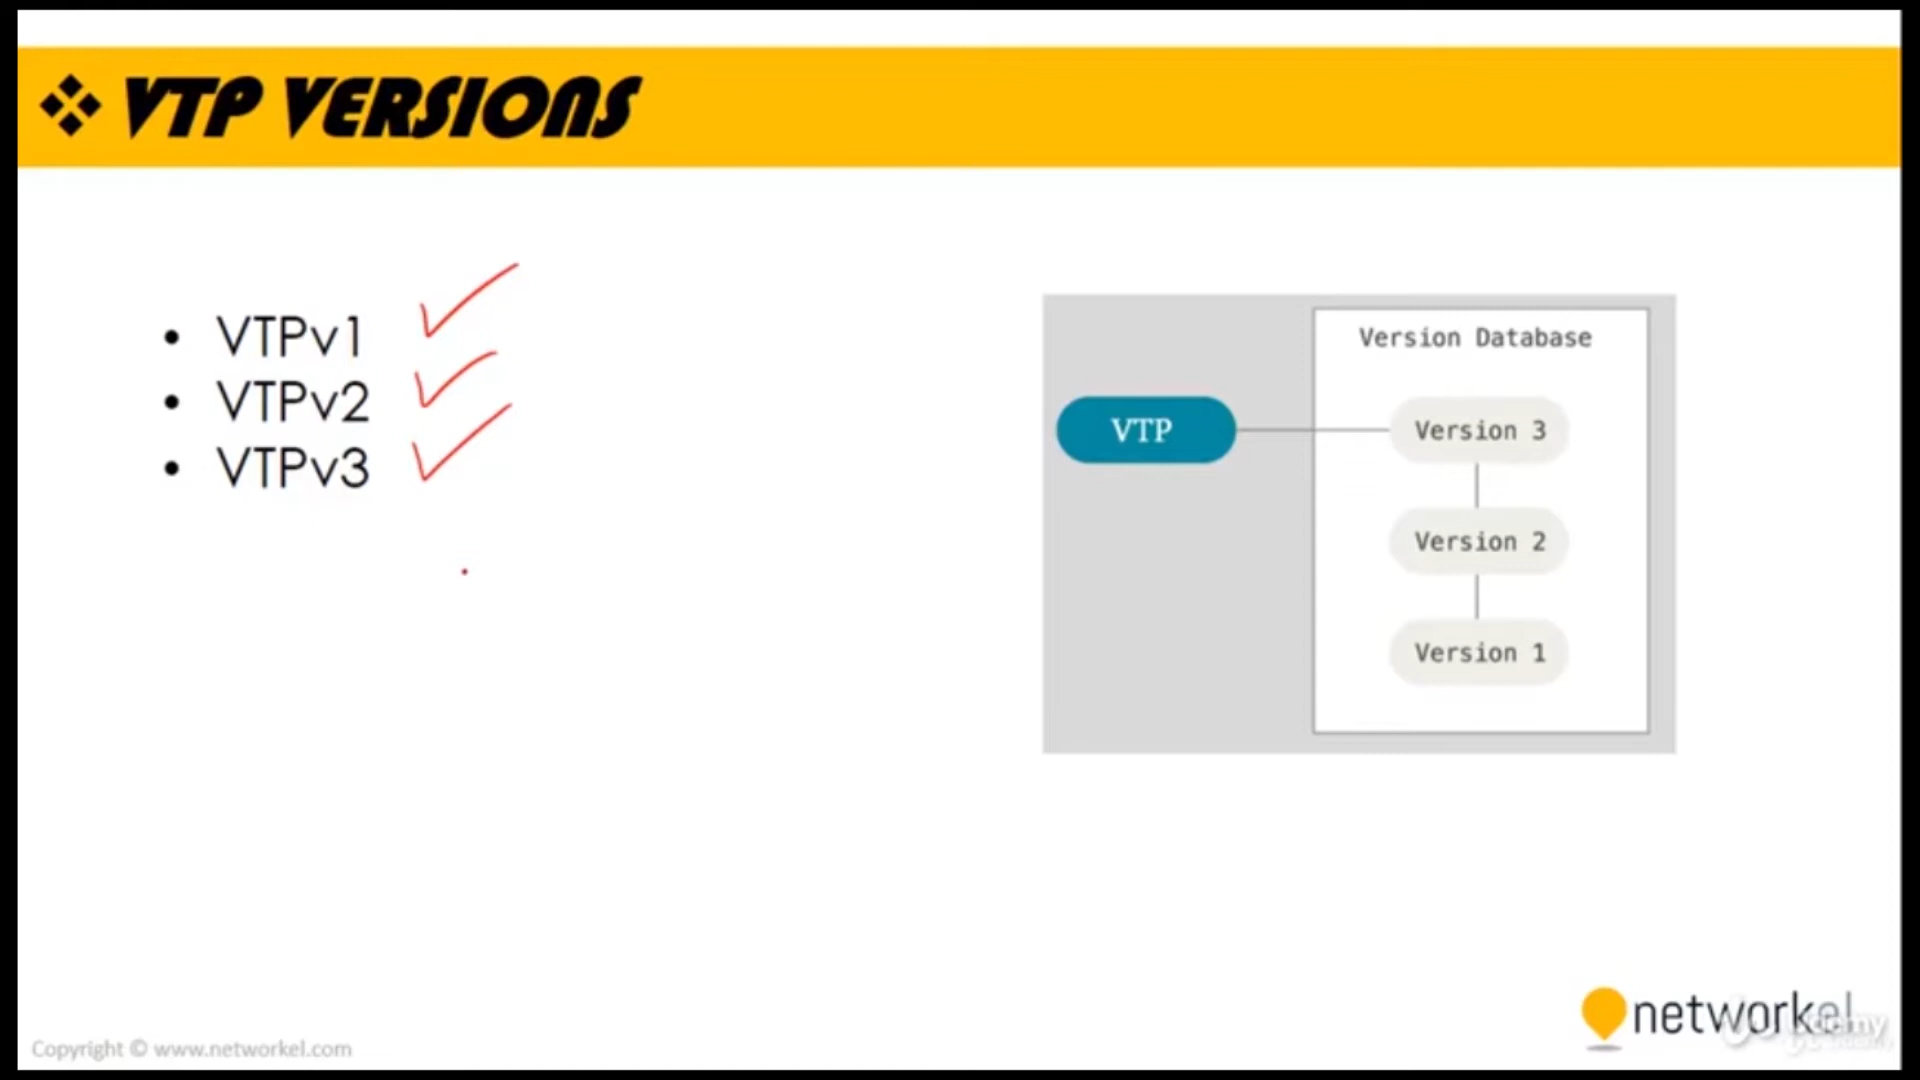 VTP VERSIONS
• VTPv1
• VTPv2
• VTPv3
Version Database
VTP
Version 3
Version 2
Version 1
networkel
Udemy
Copyright © www.networkel.com